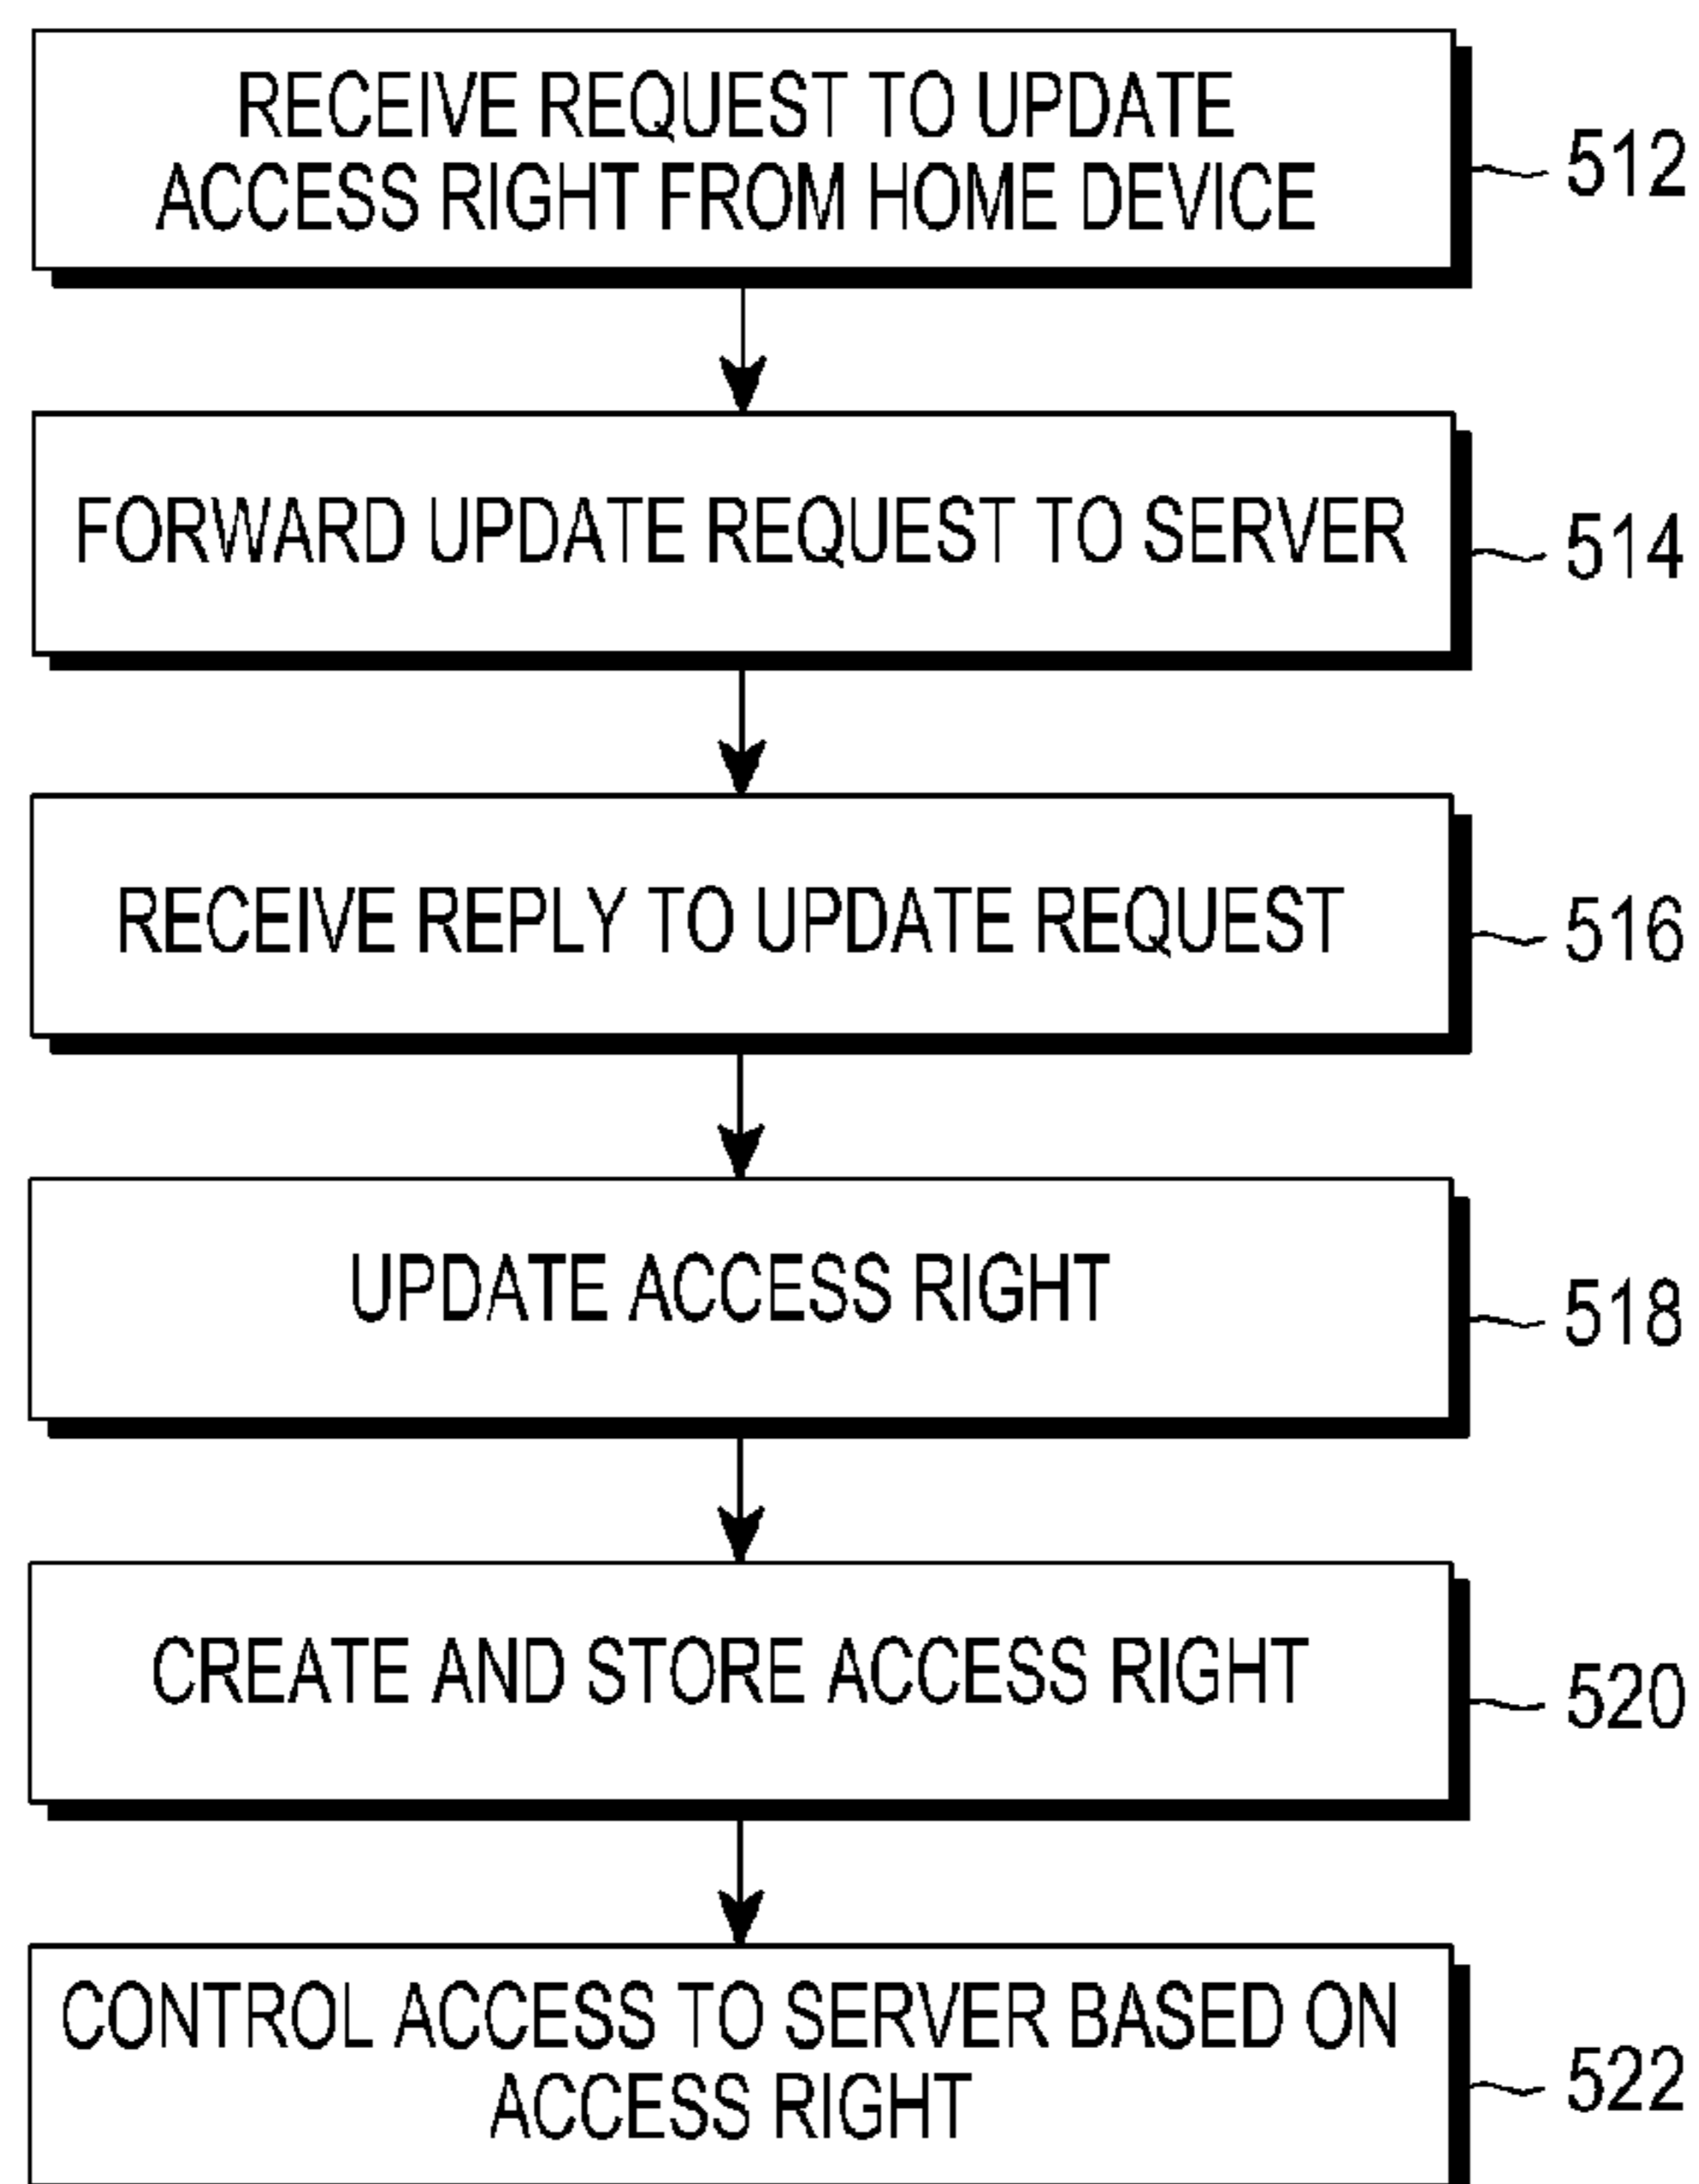 RECEIVE REQUEST TO UPDATE
ACCESS RIGHT FROM HOME DEVICE
512
FORWARD UPDATE REQUEST TO SERVER
514
RECEIVE REPLY TO UPDATE REQUEST
516
UPDATE ACCESS RIGHT
518
CREATE AND STORE ACCESS RIGHT
520
CONTROL ACCESS TO SERVER BASED ON
ACCESS RIGHT
522